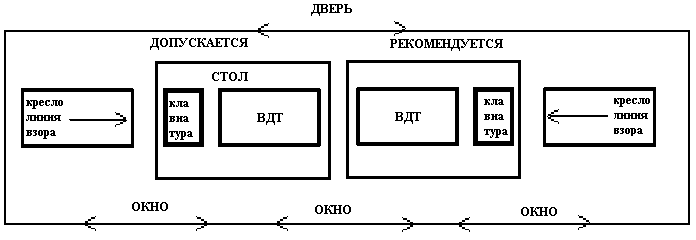 ДВЕРЬ
ДОПУСКАЕТСЯ
РЕКОМЕНДУЕТСЯ
СТОЛ
кресло
линия
взора
кла
виа
тура
ВДТ
ВДТ
кла
виа
тура
кресло
линия
взора
ОКНО
ОКНО
ОКНО